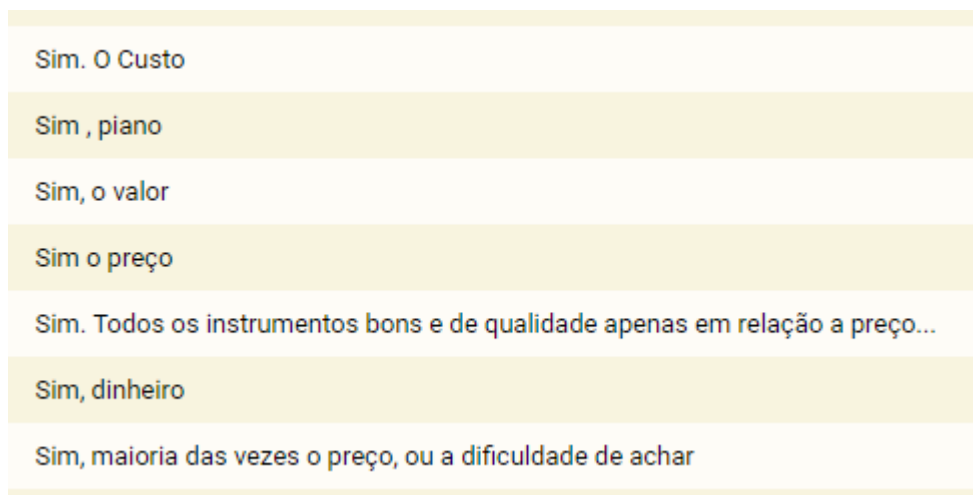 Sim. O Custo
Sim , piano
Sim, o valor
Sim o preço
Sim. Todos os instrumentos bons e de qualidade apenas em relação a preço...
Sim, dinheiro
Sim, maioria das vezes o preço, ou a dificuldade de achar